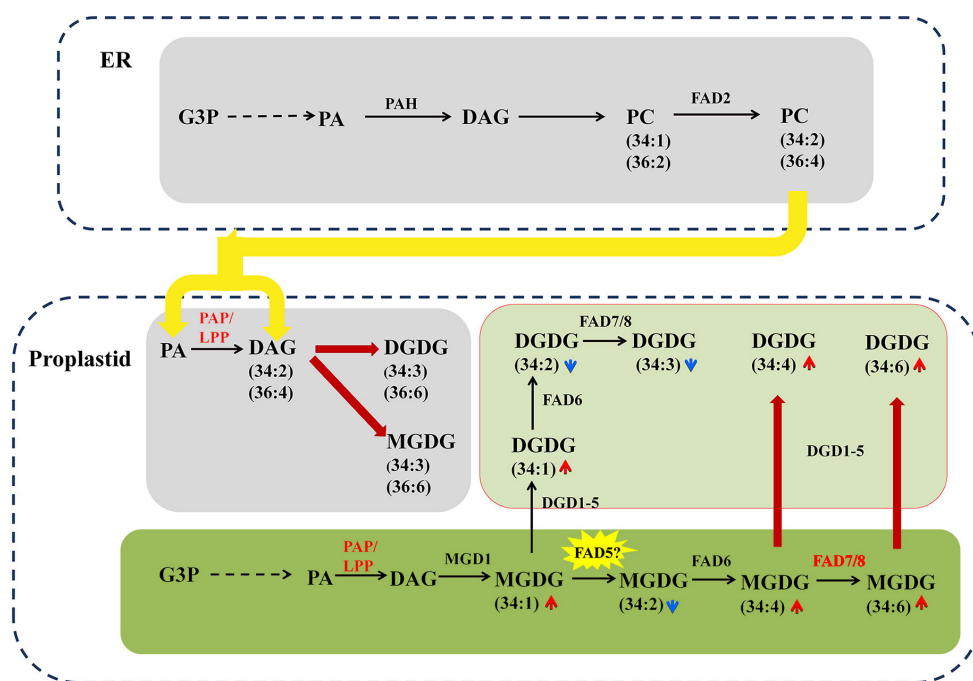 ER
G3P
PA
PAH
DAG
PC
(34:1)
(36:2)
FAD2
PC
(34:2)
(36:4)
Proplastid
PA
PAP/
LPP
DAG
(34:2)
(36:4)
DGDG
(34:3)
(36:6)
MGDG
(34:3)
(36:6)
DGDG
(34:2)
FAD7/8
DGDG
(34:3)
DGDG
(34:4)
DGDG
(34:6)
FAD6
DGDG
(34:1)
DGD1-5
DGD1-5
G3P
PA
PAP/
LPP
DAG
MGD1
MGDG
(34:1)
FAD5?
MGDG
(34:2)
FAD6
MGDG
(34:4)
FAD7/8
MGDG
(34:6)